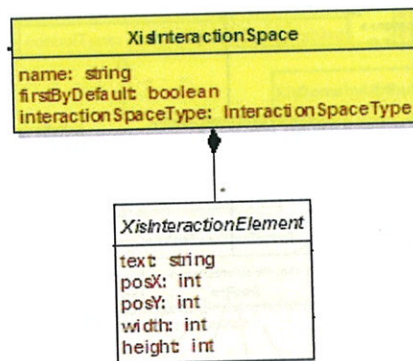 XisInteractionSpace
name: string
firstByDefault: boolean
interactionSpaceType: InteractionSpaceType
*
XisInteractionElement
text: string
posX: int
posY: int
width: int
height: int